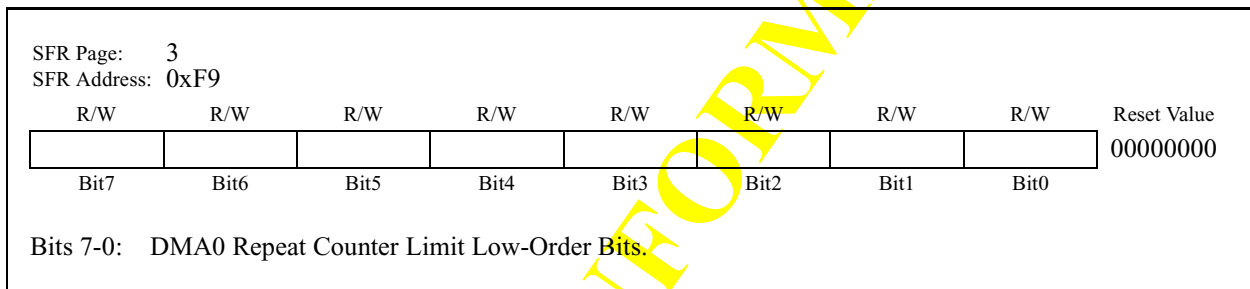 SFR Page: 3
SFR Address: 0xF9
R/W R/W R/W R/W R/W R/W R/W R/W Reset Value
00000000
Bit7 Bit6 Bit5 Bit4 Bit3 Bit2 Bit1 Bit0
Bits 7-0: DMA0 Repeat Counter Limit Low-Order Bits.